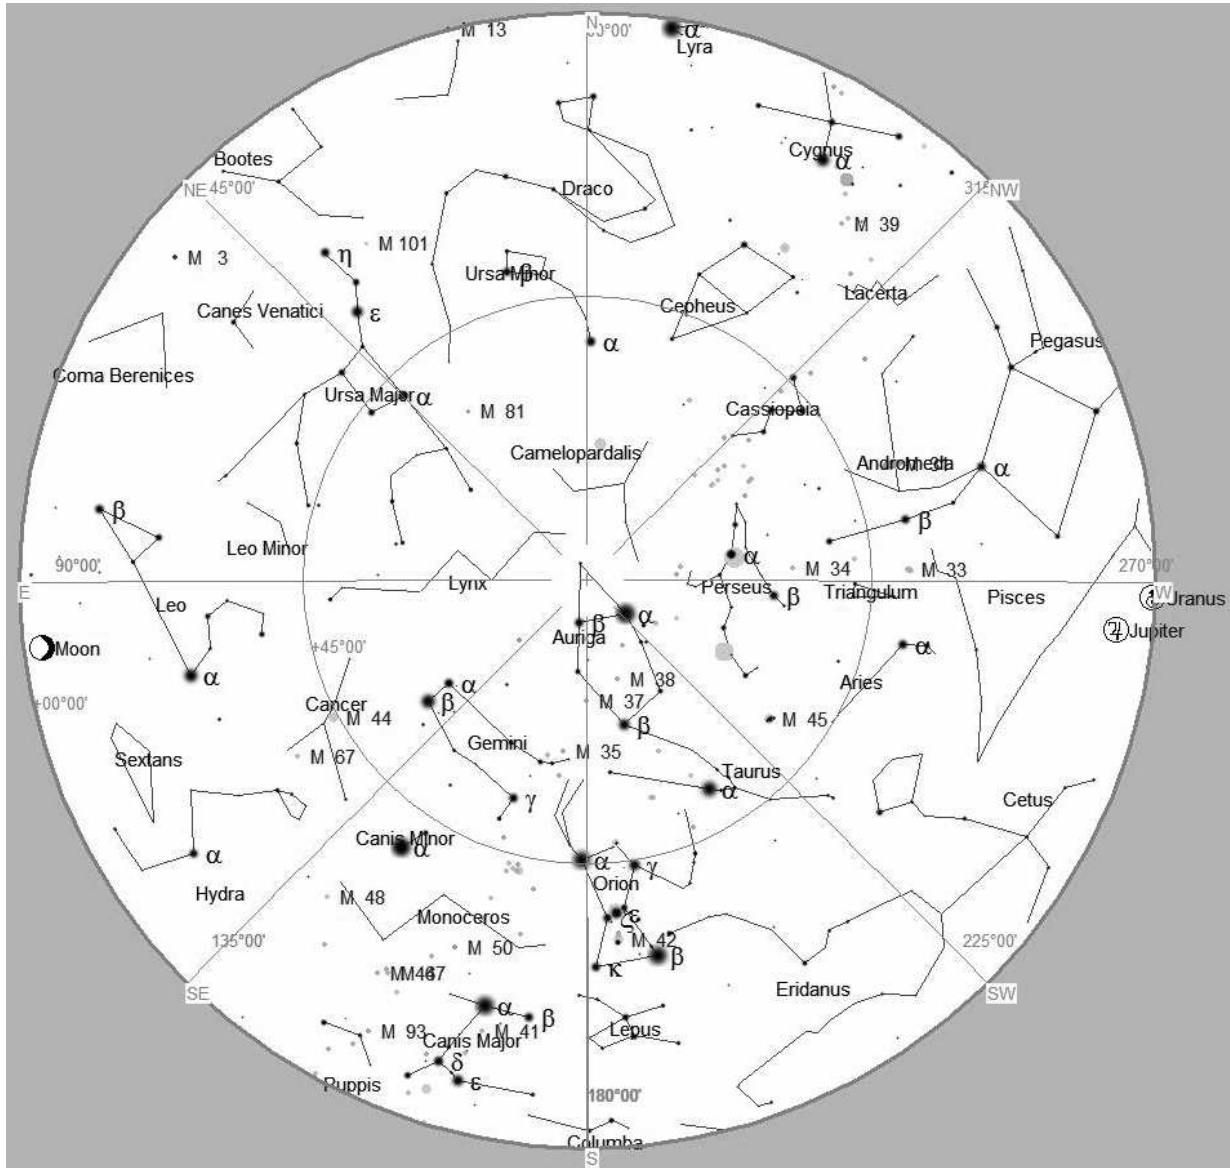 N
M 13
α
Lyra
Bootes
Cygnus
α
NE 45°00'
Draco
NW
M 39
η
M 101
M 3
Ursa Minor
β
Canes Venatici
ε
Cepheus
Lacerta
α
Pegasus
Coma Berenices
Ursa Major
α
M 81
Cassiopeia
Camelopardalis
Andromeda
α
β
β
Leo Minor
90°00'
E
Lynx
α
M 34
M 33
270°00'
W
Perseus
β
Triangulum
Pisces
Uranus
Leo
β
α
Auriga
Jupiter
Moon
+45°00'
α
α
Aries
+00°00'
α
M 38
Cancer
β
M 37
M 44
M 45
β
Gemini
M 35
Sextans
M 67
Taurus
α
γ
Cetus
Canis Minor
α
α
α
γ
Hydra
Orion
M 48
Monoceros
ζ
ε
135°00'
M 50
M 42
225°00'
κ
β
SE
Eridanus
SW
α
β
M 93
M 41
Lepus
Canis Major
δ
Puppis
ε
180°00'
Columba
S